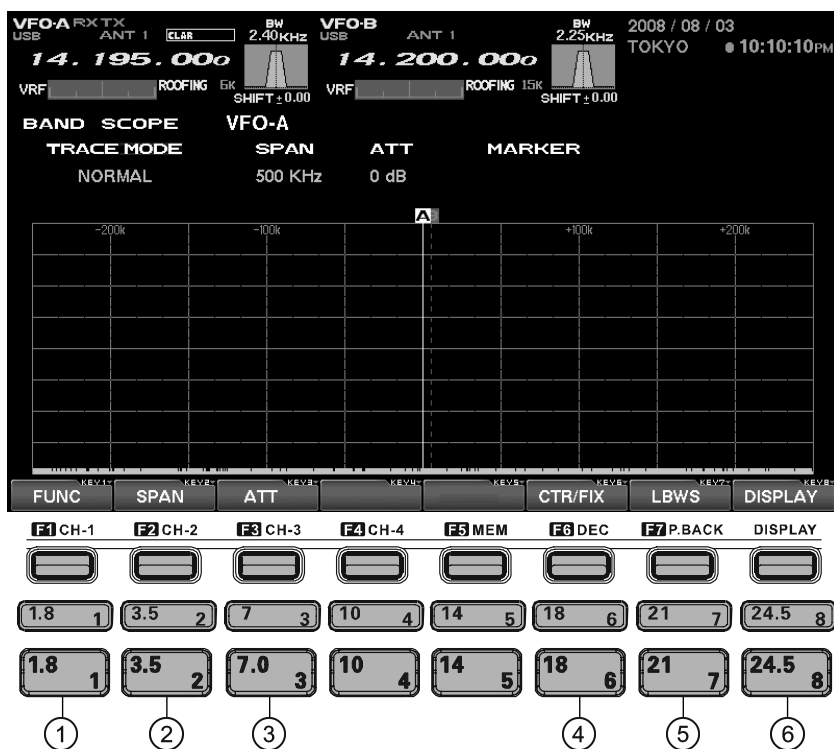 VFO-A RX TX BW VFO-B BW 2008 / 08 / 03
USB ANT 1 CLAR 2.40KHZ USB ANT 1 2.25KHZ TOKYO 10:10:10PM
14. 195. 00o 14. 200. 00o
VRF ROOFING 6K VRF ROOFING 15K
SHIFT ± 0.00 SHIFT ± 0.00
BAND SCOPE VFO-A
TRACE MODE SPAN ATT MARKER
NORMAL 500 KHz 0 dB
A
-200k -100k +100k +200k
KEY1 KEY2 KEY3 KEY4 KEY5 KEY6 KEY7 KEY8
FUNC SPAN ATT CTR/FIX LBWS DISPLAY
F1 CH-1 F2 CH-2 F3 CH-3 F4 CH-4 F5 MEM F6 DEC F7 P.BACK DISPLAY
1.8 1 3.5 2 7 3 10 4 14 5 18 6 21 7 24.5 8
1.8 1 3.5 2 7.0 3 10 4 14 5 18 6 21 7 24.5 8
① ② ③ ④ ⑤ ⑥